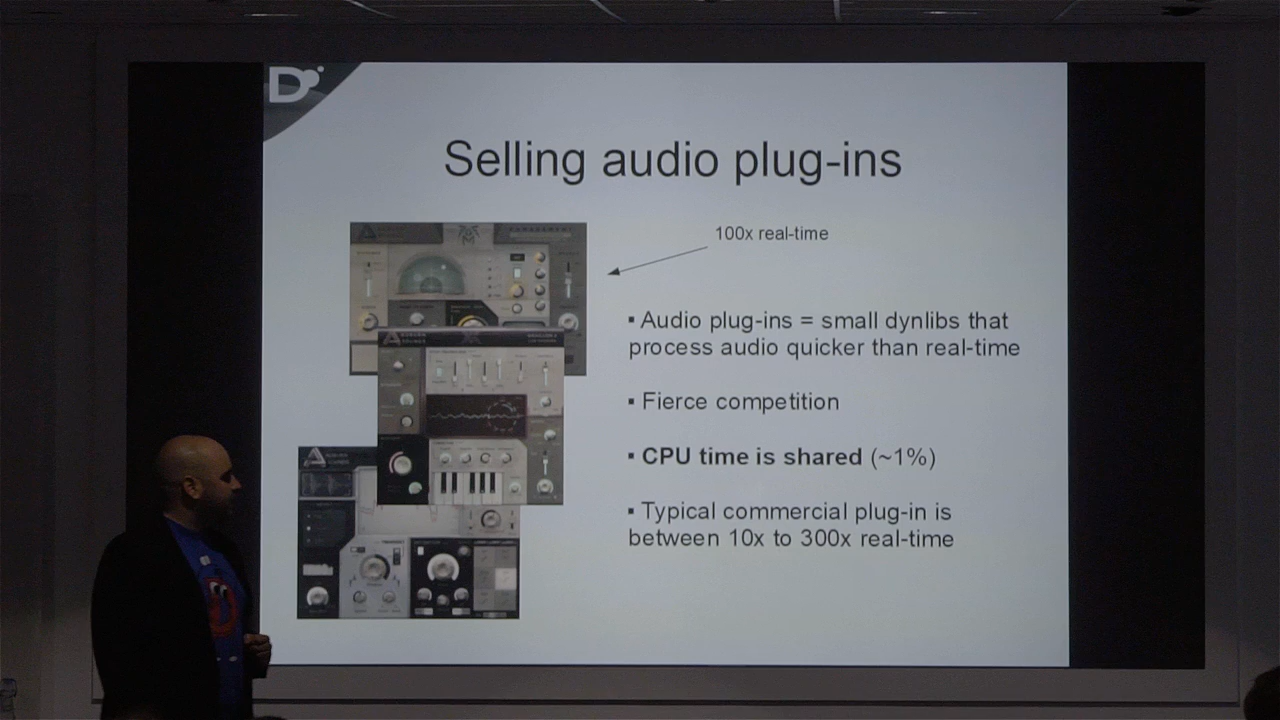 D
Selling audio plug-ins
100x real-time
▪ Audio plug-ins = small dynlibs that
process audio quicker than real-time
▪ Fierce competition
▪ CPU time is shared (~1%)
▪ Typical commercial plug-in is
between 10x to 300x real-time